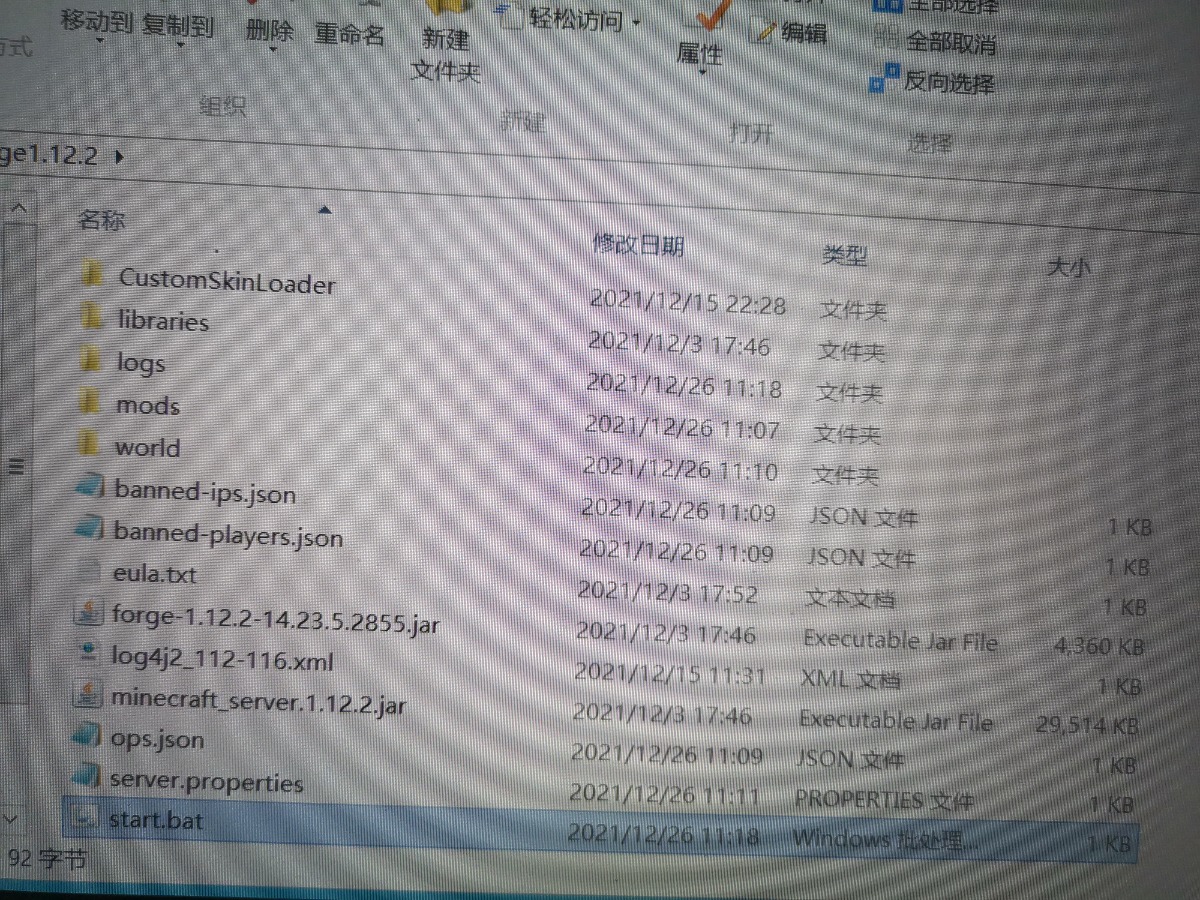 移动到 复制到 删除 重命名 新建 文件夹
轻松访问
属性
编辑
全部选择
全部取消
反向选择
方式
组织 新建 打开 选择
ge1.12.2
名称 修改日期 类型 大小
CustomSkinLoader 2021/12/15 22:28 文件夹
libraries 2021/12/3 17:46 文件夹
logs 2021/12/26 11:18 文件夹
mods 2021/12/26 11:07 文件夹
world 2021/12/26 11:10 文件夹
banned-ips.json 2021/12/26 11:09 JSON 文件 1 KB
banned-players.json 2021/12/26 11:09 JSON 文件 1 KB
eula.txt 2021/12/3 17:52 文本文档 1 KB
forge-1.12.2-14.23.5.2855.jar 2021/12/3 17:46 Executable Jar File 4,360 KB
log4j2_112-116.xml 2021/12/15 11:31 XML 文档 1 KB
minecraft_server.1.12.2.jar 2021/12/3 17:46 Executable Jar File 29,514 KB
ops.json 2021/12/26 11:09 JSON 文件 1 KB
server.properties 2021/12/26 11:11 PROPERTIES 文件 1 KB
start.bat 2021/12/26 11:18 Windows 批处理... 1 KB
92 字节